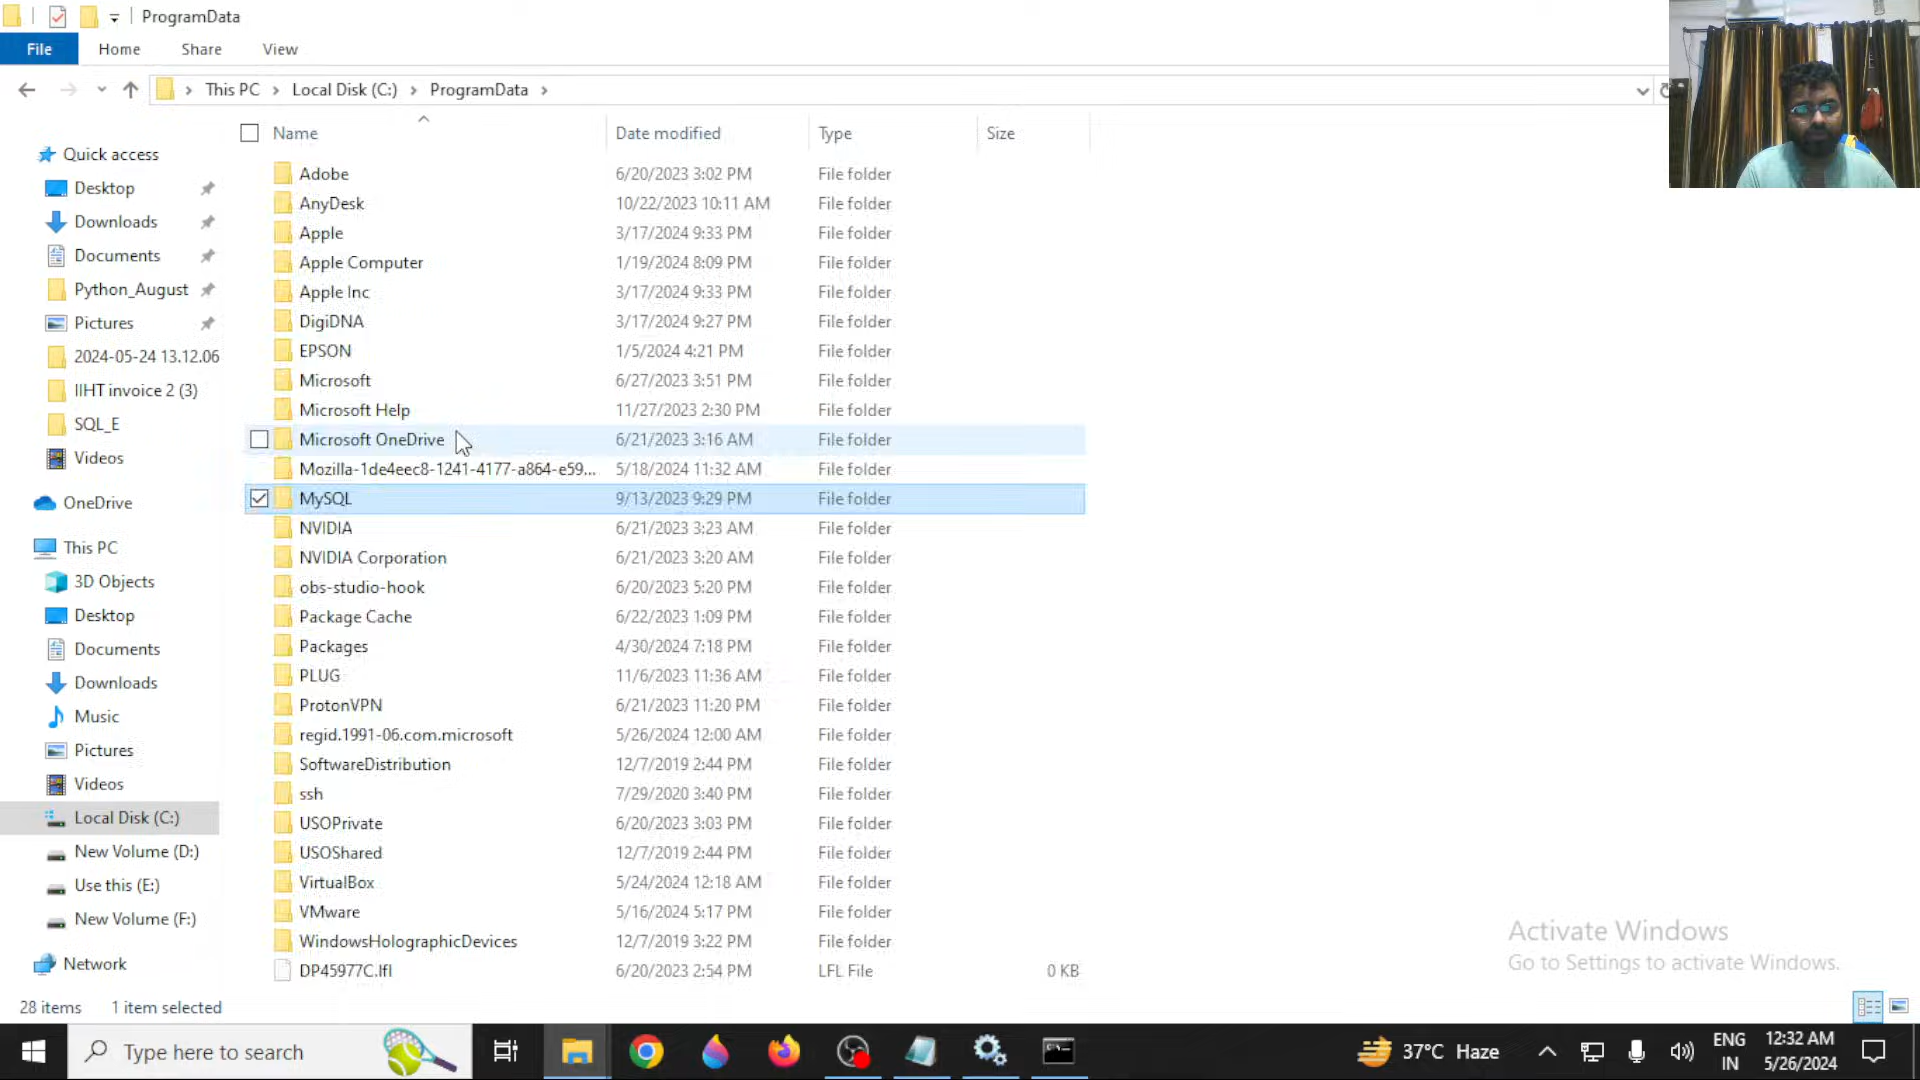 ProgramData
File Home Share View
This PC Local Disk (C:) ProgramData
Name Date modified Type Size
Quick access
Desktop
Downloads
Documents
Python_August
Pictures
2024-05-24 13.12.06
IIHT invoice 2 (3)
SQL_E
Videos
OneDrive
This PC
3D Objects
Desktop
Documents
Downloads
Music
Pictures
Videos
Local Disk (C:)
New Volume (D:)
Use this (E:)
New Volume (F:)
Network
Adobe 6/20/2023 3:02 PM File folder
AnyDesk 10/22/2023 10:11 AM File folder
Apple 3/17/2024 9:33 PM File folder
Apple Computer 1/19/2024 8:09 PM File folder
Apple Inc 3/17/2024 9:33 PM File folder
DigiDNA 3/17/2024 9:27 PM File folder
EPSON 1/5/2024 4:21 PM File folder
Microsoft 6/27/2023 3:51 PM File folder
Microsoft Help 11/27/2023 2:30 PM File folder
Microsoft OneDrive 6/21/2023 3:16 AM File folder
Mozilla-1de4eec8-1241-4177-a864-e59... 5/18/2024 11:32 AM File folder
MySQL 9/13/2023 9:29 PM File folder
NVIDIA 6/21/2023 3:23 AM File folder
NVIDIA Corporation 6/21/2023 3:20 AM File folder
obs-studio-hook 6/20/2023 5:20 PM File folder
Package Cache 6/22/2023 1:09 PM File folder
Packages 4/30/2024 7:18 PM File folder
PLUG 11/6/2023 11:36 AM File folder
ProtonVPN 6/21/2023 11:20 PM File folder
regid.1991-06.com.microsoft 5/26/2024 12:00 AM File folder
SoftwareDistribution 12/7/2019 2:44 PM File folder
ssh 7/29/2020 3:40 PM File folder
USOPrivate 6/20/2023 3:03 PM File folder
USOShared 12/7/2019 2:44 PM File folder
VirtualBox 5/24/2024 12:18 AM File folder
VMware 5/16/2024 5:17 PM File folder
WindowsHolographicDevices 12/7/2019 3:22 PM File folder
DP45977C.lfl 6/20/2023 2:54 PM LFL File 0 KB
Activate Windows
Go to Settings to activate Windows.
28 items 1 item selected
Type here to search
37°C Haze
ENG
IN
12:32 AM
5/26/2024